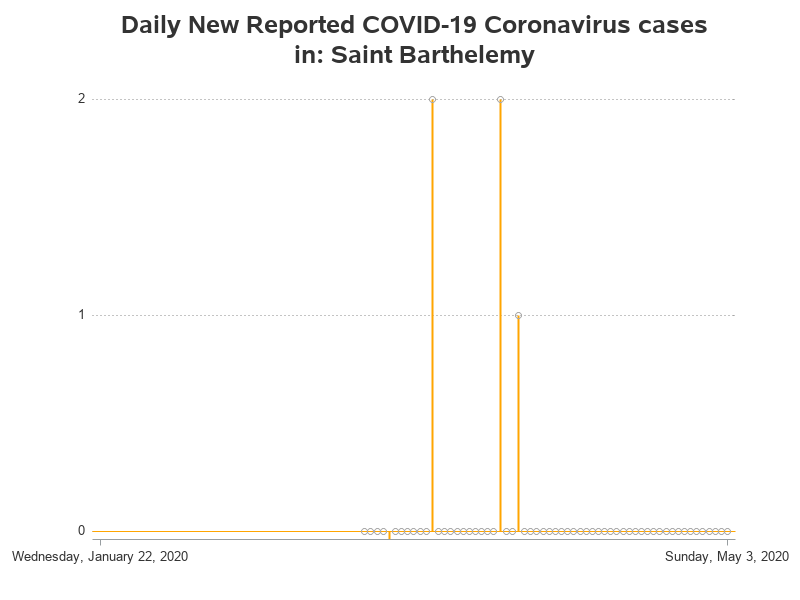 Daily New Reported COVID-19 Coronavirus cases
in: Saint Barthelemy
2
1
0
Wednesday, January 22, 2020
Sunday, May 3, 2020